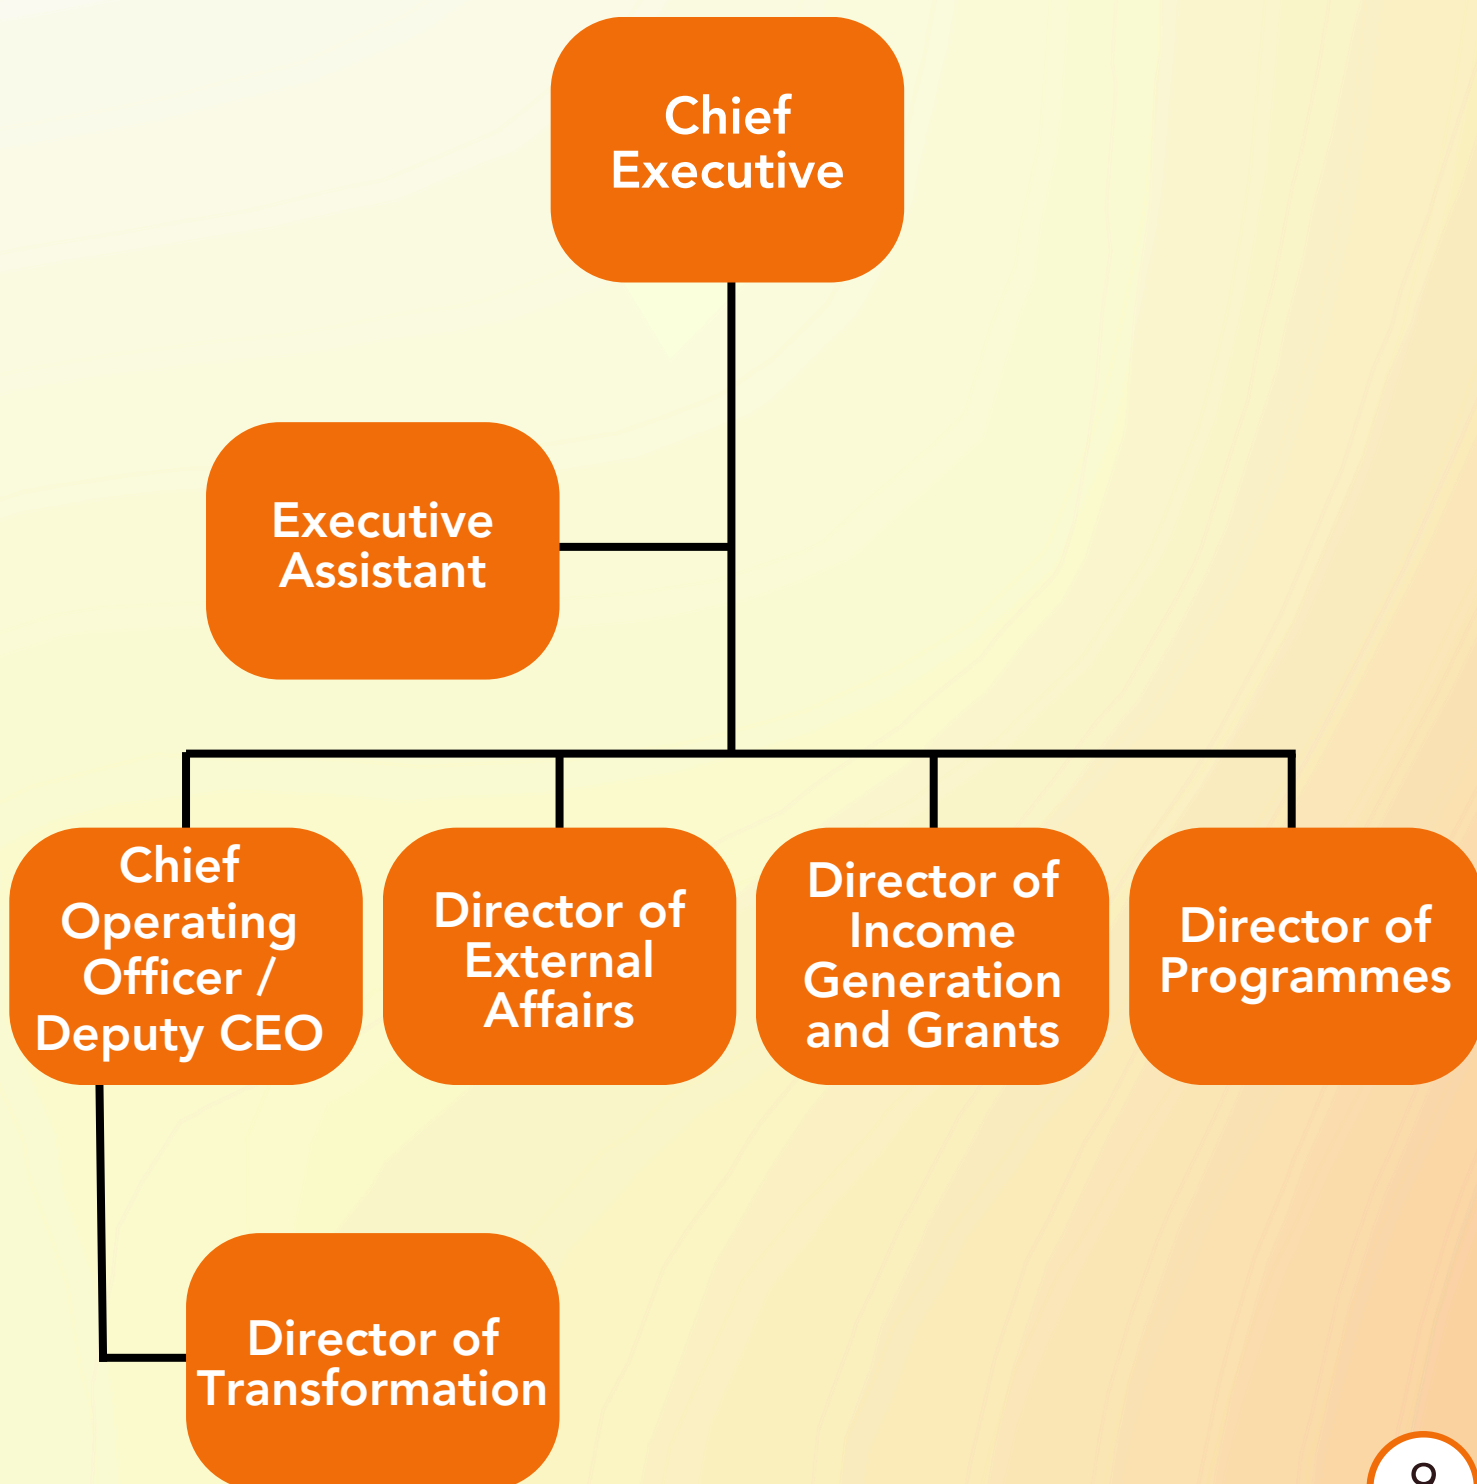 Chief
Executive
Executive
Assistant
Chief
Operating
Officer /
Deputy CEO
Director of
External
Affairs
Director of
Income
Generation
and Grants
Director of
Programmes
Director of
Transformation